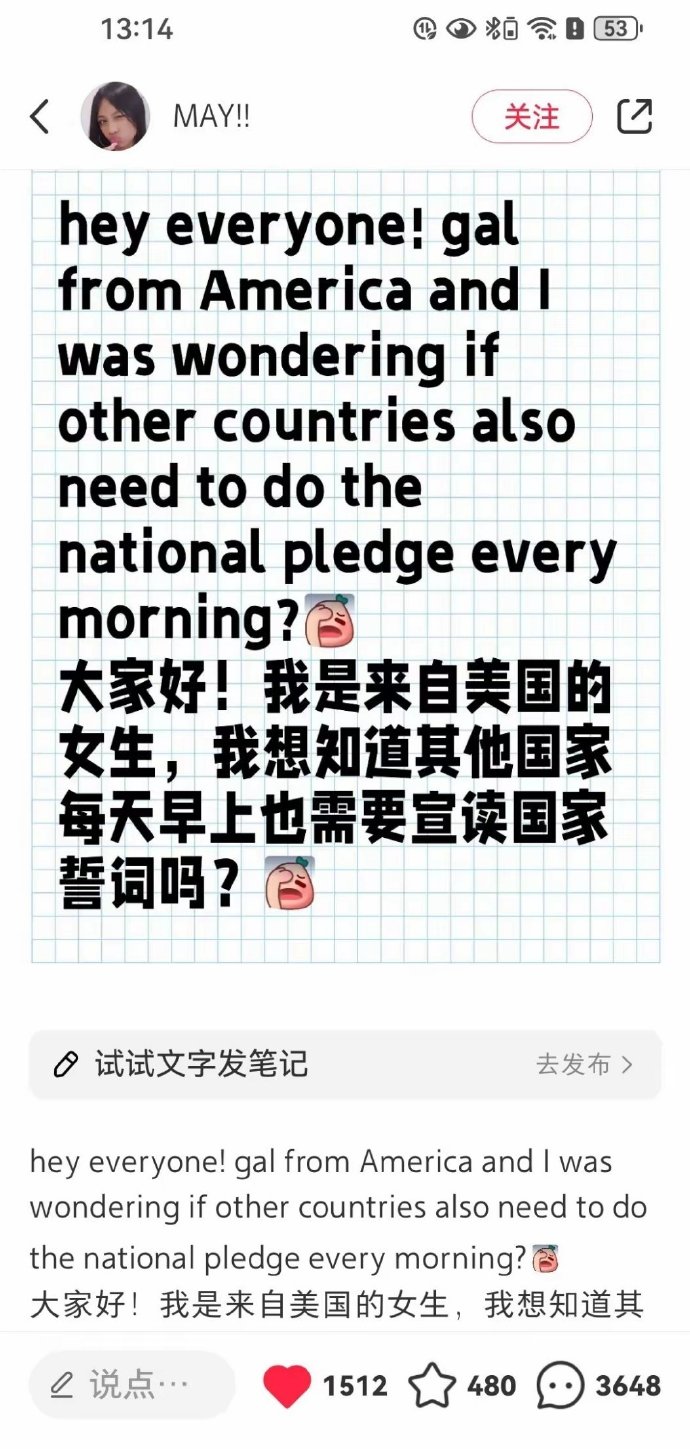 13:14
53
MAY!!
关注
hey everyone! gal
from America and I
was wondering if
other countries also
need to do the
national pledge every
morning?
大家好！我是来自美国的
女生，我想知道其他国家
每天早上也需要宣读国家
誓词吗？
试试文字发笔记
去发布
hey everyone! gal from America and I was
wondering if other countries also need to do
the national pledge every morning?
大家好！我是来自美国的女生，我想知道其
说点…
1512
480
3648